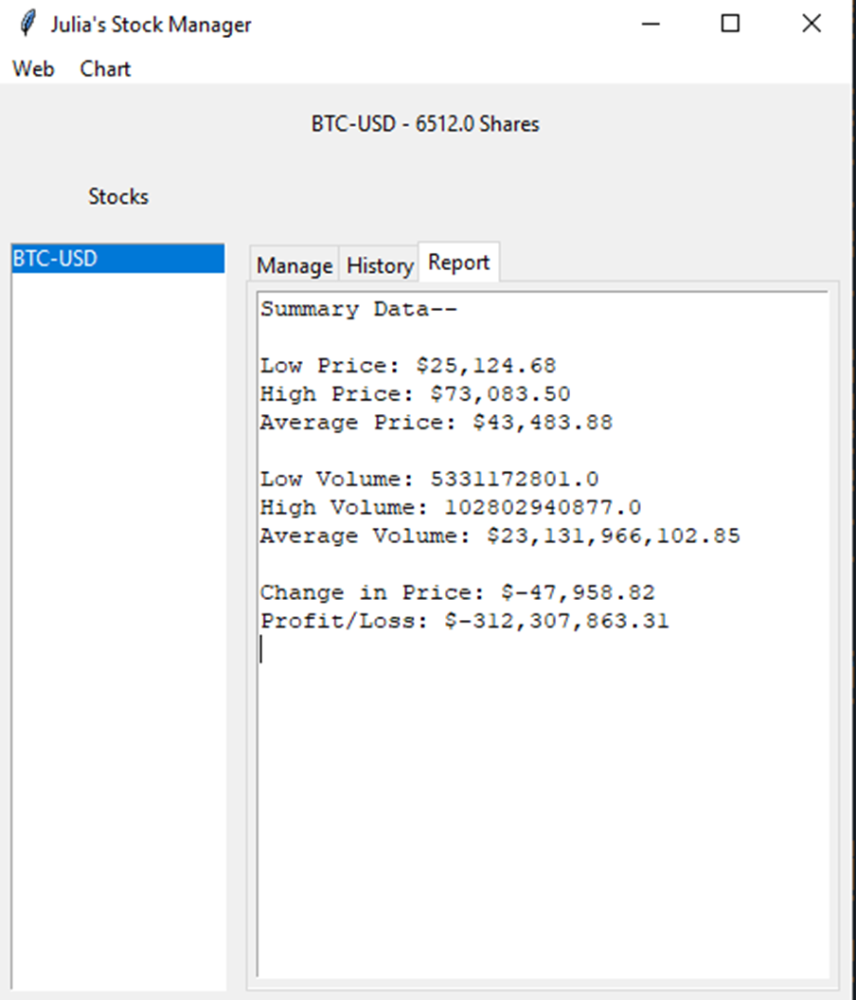 Julia's Stock Manager
Web Chart
BTC-USD - 6512.0 Shares
Stocks
BTC-USD
Manage History Report
Summary Data--
Low Price: $25,124.68
High Price: $73,083.50
Average Price: $43,483.88
Low Volume: 5331172801.0
High Volume: 102802940877.0
Average Volume: $23,131,966,102.85
Change in Price: $-47,958.82
Profit/Loss: $-312,307,863.31